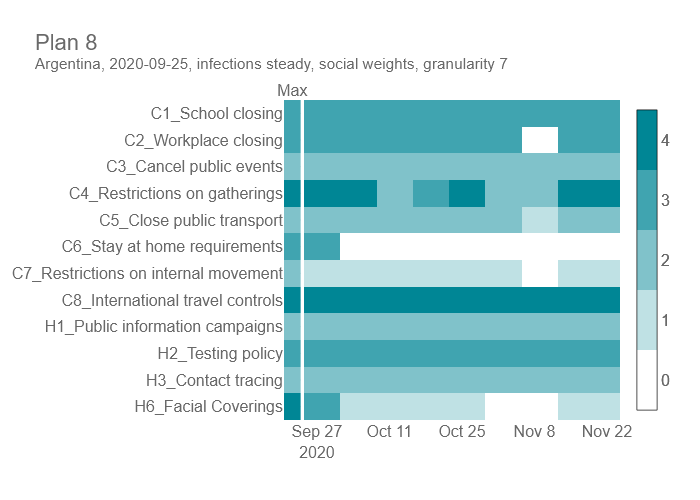 Plan 8
Argentina, 2020-09-25, infections steady, social weights, granularity 7
Max
C1_School closing
C2_Workplace closing
C3_Cancel public events
C4_Restrictions on gatherings
C5_Close public transport
C6_Stay at home requirements
C7_Restrictions on internal movement
C8_International travel controls
H1_Public information campaigns
H2_Testing policy
H3_Contact tracing
H6_Facial Coverings
Sep 27 Oct 11 Oct 25 Nov 8 Nov 22
2020
4
3
2
1
0